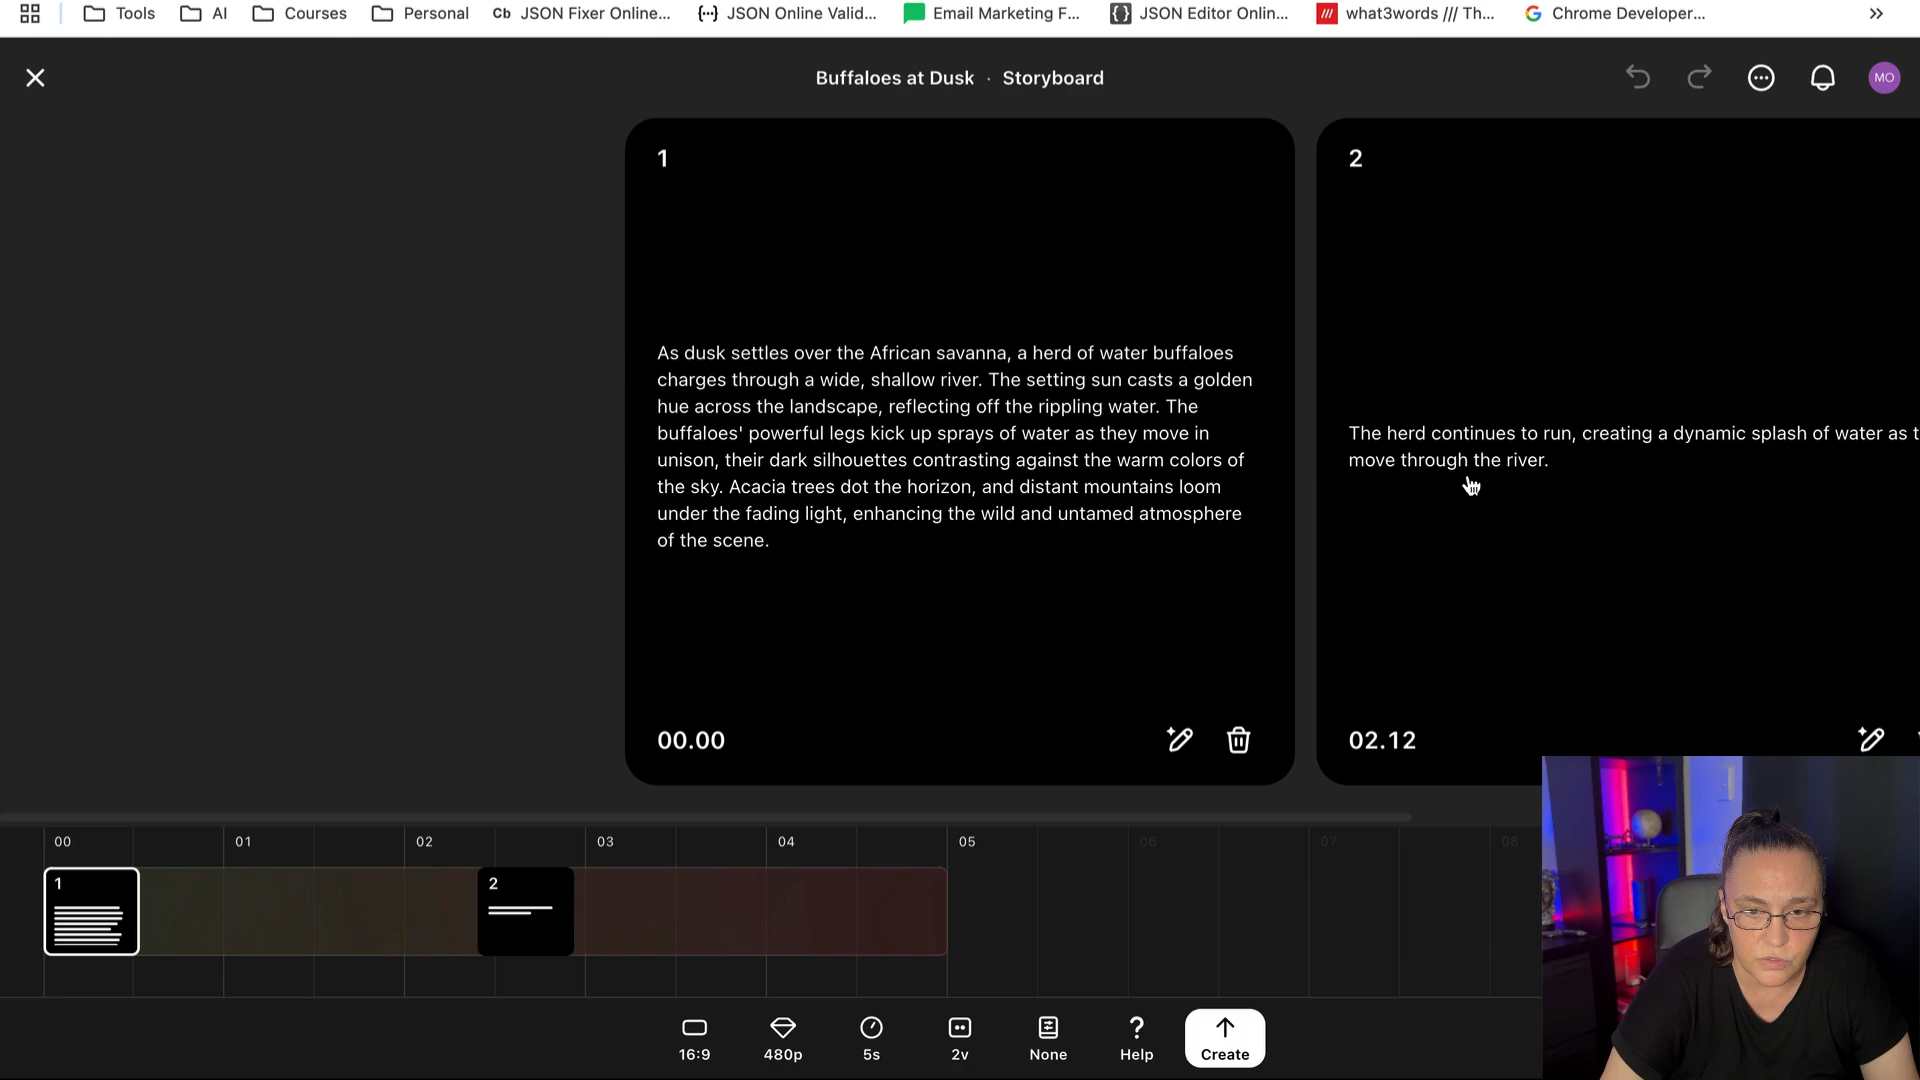 Tools AI Courses Personal Cb JSON Fixer Online... {...} JSON Online Valid... Email Marketing F... {} JSON Editor Onlin... /// what3words /// Th... G Chrome Developer... »
Buffaloes at Dusk · Storyboard
MO
1
As dusk settles over the African savanna, a herd of water buffaloes
charges through a wide, shallow river. The setting sun casts a golden
hue across the landscape, reflecting off the rippling water. The
buffaloes' powerful legs kick up sprays of water as they move in
unison, their dark silhouettes contrasting against the warm colors of
the sky. Acacia trees dot the horizon, and distant mountains loom
under the fading light, enhancing the wild and untamed atmosphere
of the scene.
00.00
2
The herd continues to run, creating a dynamic splash of water as t
move through the river.
02.12
00 01 02 03 04 05 06 07 08
1
2
16:9 480p 5s 2v None ? Help Create